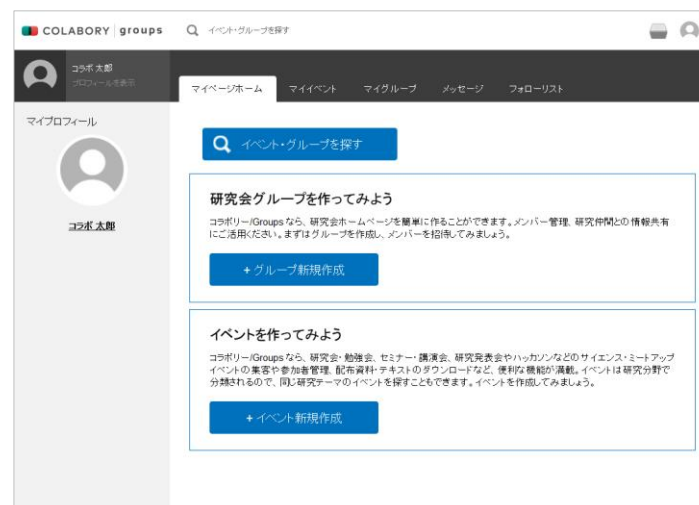 COLABORY groups
イベント・グループを探す
コラボ 太郎
プロフィールを表示
マイページホーム
マイイベント
マイグループ
メッセージ
フォローリスト
マイプロフィール
コラボ 太郎
イベント・グループを探す
研究会グループを作ってみよう
コラボリー/Groups なら、研究会ホームページを簡単に作ることができます。メンバー管理、研究仲間との情報共有
にご活用ください。まずはグループを作成し、メンバーを招待してみましょう。
+ グループ新規作成
イベントを作ってみよう
コラボリー/Groups なら、研究会・勉強会、セミナー・講演会、研究発表会やハッカソンなどのサイエンス・ミートアップ
イベントの集客や参加者管理、配布資料・テキストのダウンロードなど、便利な機能が満載。イベントは研究分野で
分類されるので、同じ研究テーマのイベントを探すこともできます。イベントを作成してみましょう。
+ イベント新規作成